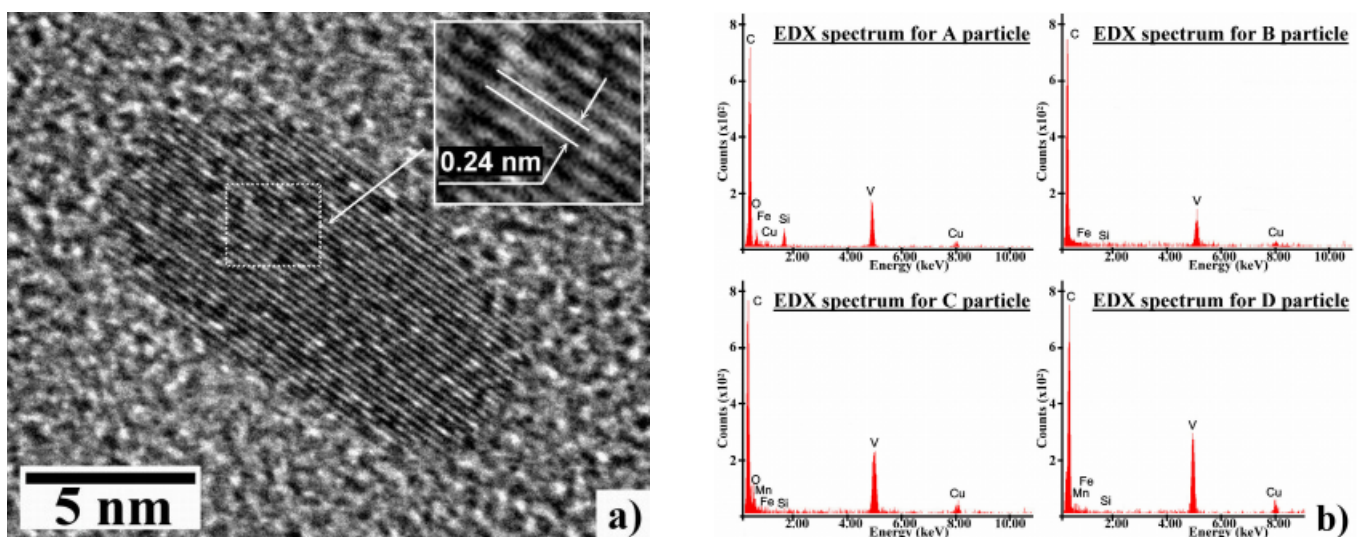 0.24 nm
5 nm
a)
EDX spectrum for A particle
Counts (x10²)
8
6
4
2
C
O
Fe
Cu
Si
V
Cu
2.00 4.00 6.00 8.00 10.00
Energy (keV)
EDX spectrum for B particle
Counts (x10²)
8
6
4
2
C
Fe
Si
V
Cu
2.00 4.00 6.00 8.00 10.00
Energy (keV)
EDX spectrum for C particle
Counts (x10²)
8
6
4
2
C
O
Mn
Fe
Si
V
Cu
2.00 4.00 6.00 8.00 10.00
Energy (keV)
EDX spectrum for D particle
Counts (x10²)
8
6
4
2
C
Fe
Mn
Si
V
Cu
2.00 4.00 6.00 8.00
Energy (keV)
b)